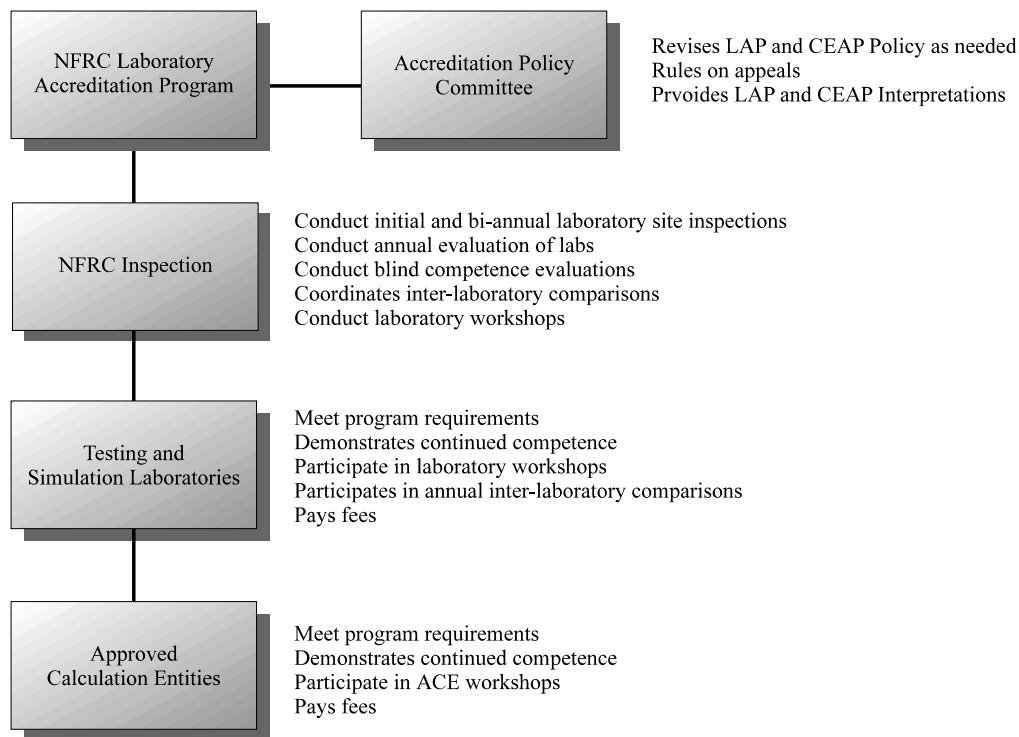 NFRC Laboratory
Accreditation Program
Accreditation Policy
Committee
Revises LAP and CEAP Policy as needed
Rules on appeals
Prvoides LAP and CEAP Interpretations
NFRC Inspection
Conduct initial and bi-annual laboratory site inspections
Conduct annual evaluation of labs
Conduct blind competence evaluations
Coordinates inter-laboratory comparisons
Conduct laboratory workshops
Testing and
Simulation Laboratories
Meet program requirements
Demonstrates continued competence
Participate in laboratory workshops
Participates in annual inter-laboratory comparisons
Pays fees
Approved
Calculation Entities
Meet program requirements
Demonstrates continued competence
Participate in ACE workshops
Pays fees